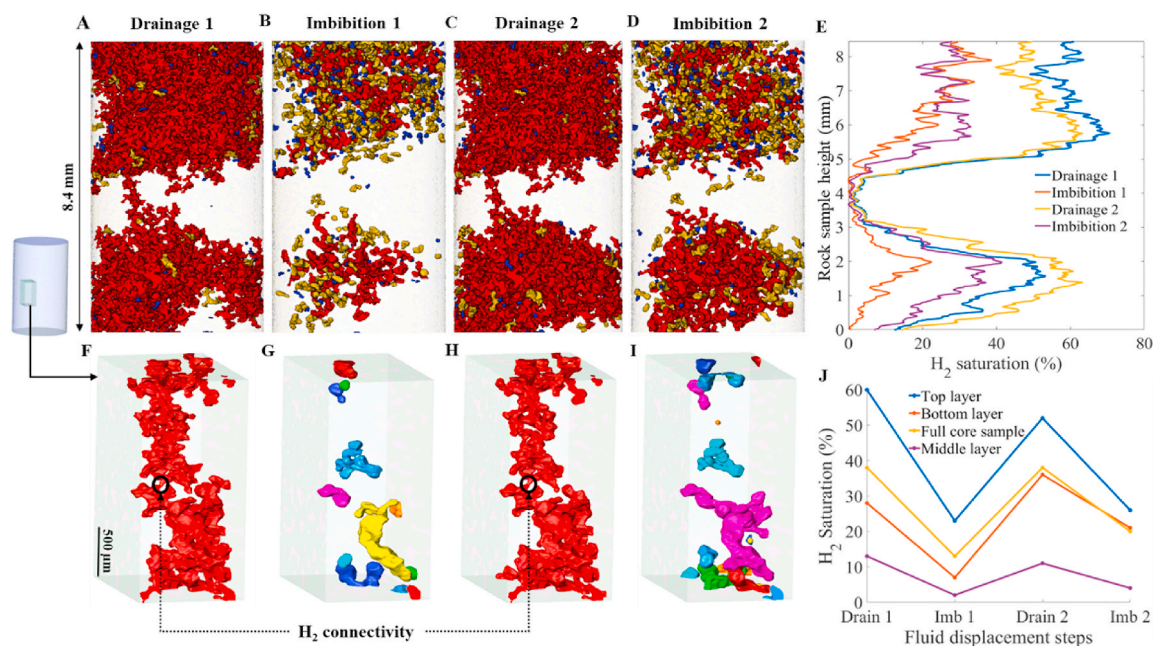 A Drainage 1
B Imbibition 1
C Drainage 2
D Imbibition 2
E
8.4 mm
8
7
6
5
4
3
2
1
0
Rock sample height (mm)
Drainage 1
Imbibition 1
Drainage 2
Imbibition 2
20 40 60 80
H2 saturation (%)
F
G
H
I
500 µm
H2 connectivity
J
60
50
40
30
20
10
0
H2 Saturation (%)
Top layer
Bottom layer
Full core sample
Middle layer
Drain 1 Imb 1 Drain 2 Imb 2
Fluid displacement steps